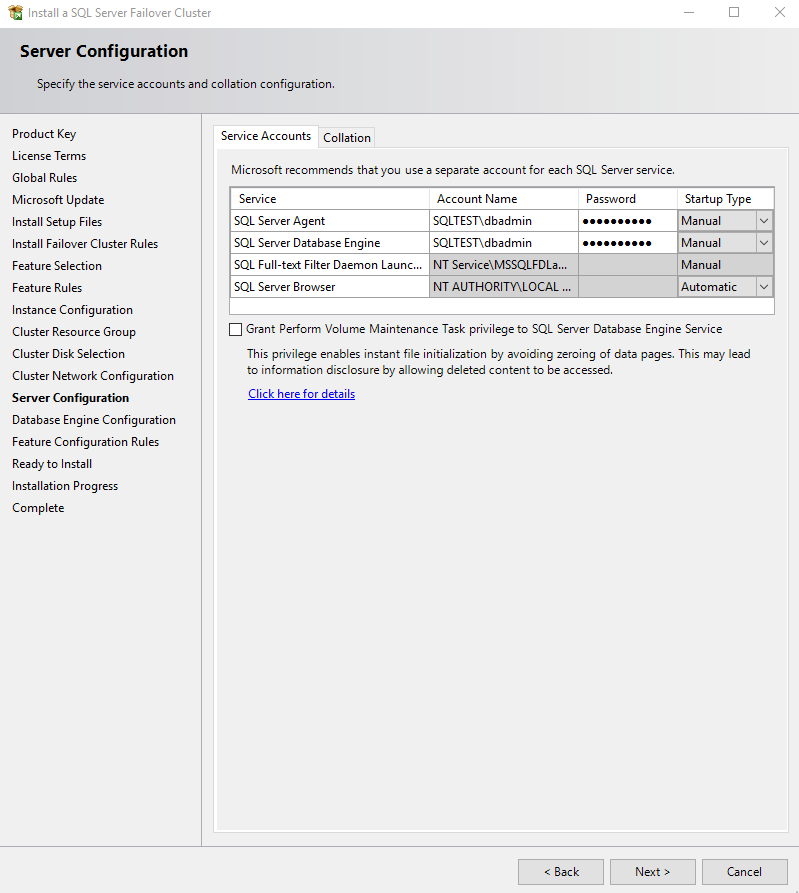 Install a SQL Server Failover Cluster
Server Configuration
Specify the service accounts and collation configuration.
Product Key
License Terms
Global Rules
Microsoft Update
Install Setup Files
Install Failover Cluster Rules
Feature Selection
Feature Rules
Instance Configuration
Cluster Resource Group
Cluster Disk Selection
Cluster Network Configuration
Server Configuration
Database Engine Configuration
Feature Configuration Rules
Ready to Install
Installation Progress
Complete
Service Accounts Collation
Microsoft recommends that you use a separate account for each SQL Server service.
Service Account Name Password Startup Type
SQL Server Agent SQLTEST\dbadmin ●●●●●●●●●● Manual
SQL Server Database Engine SQLTEST\dbadmin ●●●●●●●●●● Manual
SQL Full-text Filter Daemon Launc... NT Service\MSSQLFDLa... Manual
SQL Server Browser NT AUTHORITY\LOCAL ... Automatic
Grant Perform Volume Maintenance Task privilege to SQL Server Database Engine Service
This privilege enables instant file initialization by avoiding zeroing of data pages. This may lead
to information disclosure by allowing deleted content to be accessed.
Click here for details
< Back Next > Cancel